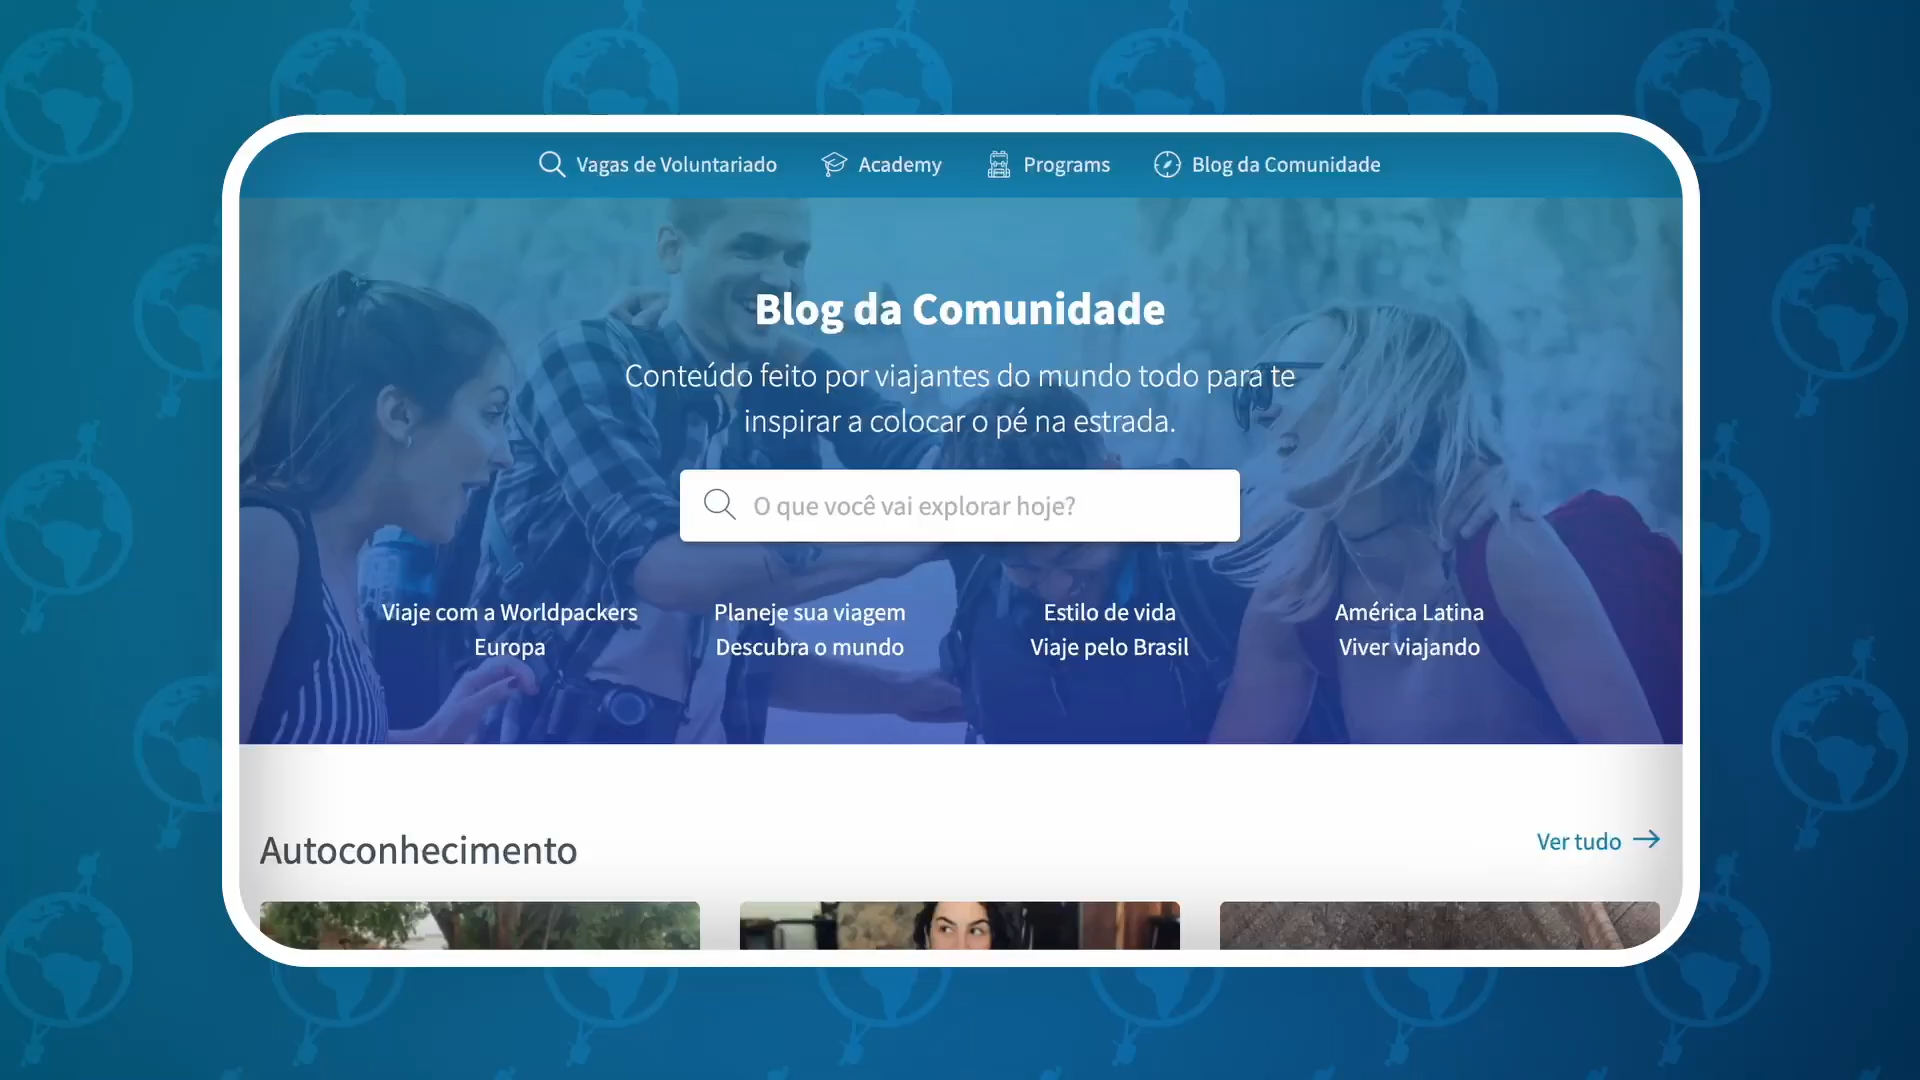 Vagas de Voluntariado
Academy
Programs
Blog da Comunidade
Blog da Comunidade
Conteúdo feito por viajantes do mundo todo para te
inspirar a colocar o pé na estrada.
O que você vai explorar hoje?
Viaje com a Worldpackers
Planeje sua viagem
Estilo de vida
América Latina
Europa
Descubra o mundo
Viaje pelo Brasil
Viver viajando
Autoconhecimento
Ver tudo